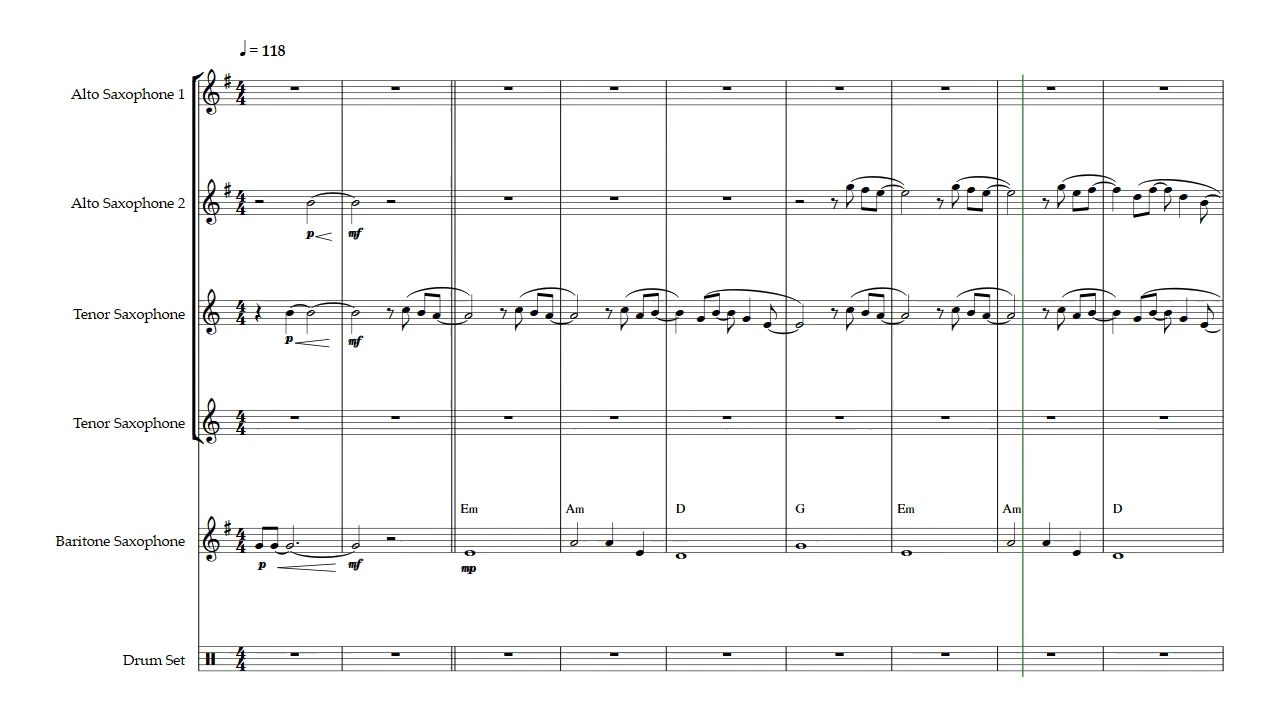 ♩ = 118
Alto Saxophone 1
Alto Saxophone 2
p mf
Tenor Saxophone
p mf
Tenor Saxophone
Em Am D G Em Am D
Baritone Saxophone
p mf mp
Drum Set